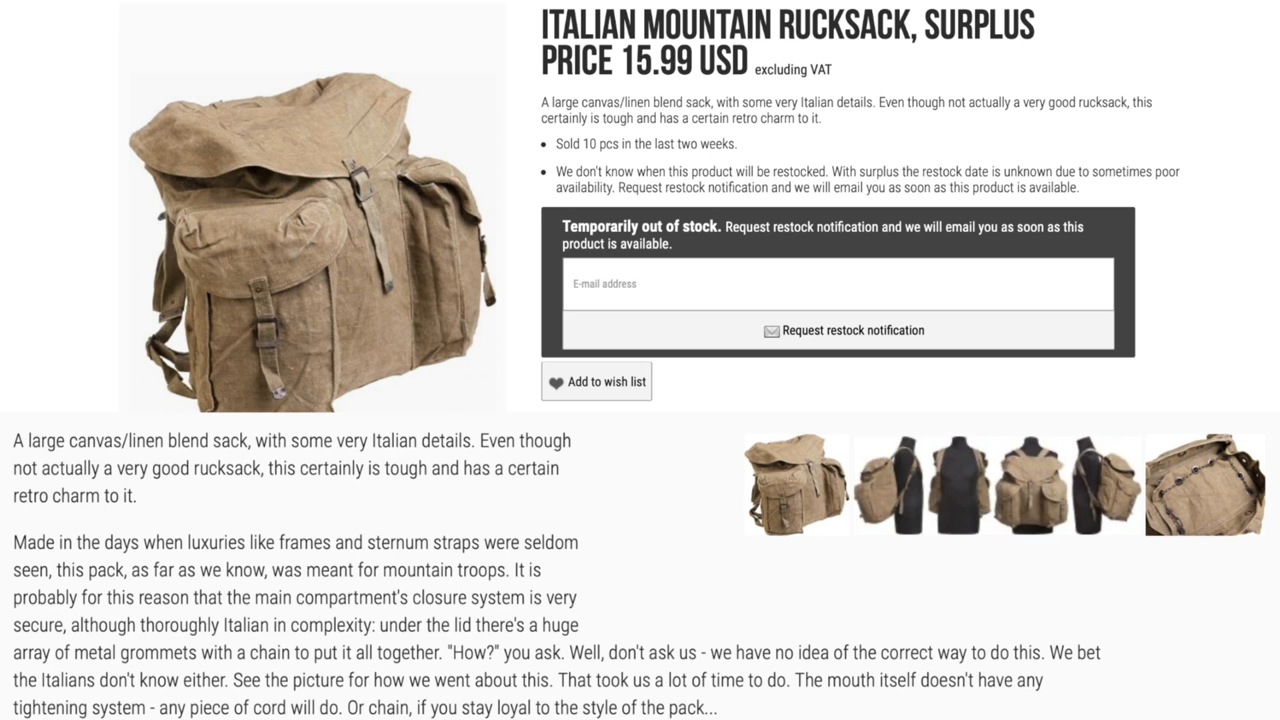 ITALIAN MOUNTAIN RUCKSACK, SURPLUS
PRICE 15.99 USD excluding VAT
A large canvas/linen blend sack, with some very Italian details. Even though not actually a very good rucksack, this
certainly is tough and has a certain retro charm to it.
Sold 10 pcs in the last two weeks.
We don't know when this product will be restocked. With surplus the restock date is unknown due to sometimes poor
availability. Request restock notification and we will email you as soon as this product is available.
Temporarily out of stock. Request restock notification and we will email you as soon as this
product is available.
E-mail address
Request restock notification
Add to wish list
A large canvas/linen blend sack, with some very Italian details. Even though
not actually a very good rucksack, this certainly is tough and has a certain
retro charm to it.
Made in the days when luxuries like frames and sternum straps were seldom
seen, this pack, as far as we know, was meant for mountain troops. It is
probably for this reason that the main compartment's closure system is very
secure, although thoroughly Italian in complexity: under the lid there's a huge
array of metal grommets with a chain to put it all together. "How?" you ask. Well, don't ask us - we have no idea of the correct way to do this. We bet
the Italians don't know either. See the picture for how we went about this. That took us a lot of time to do. The mouth itself doesn't have any
tightening system - any piece of cord will do. Or chain, if you stay loyal to the style of the pack...